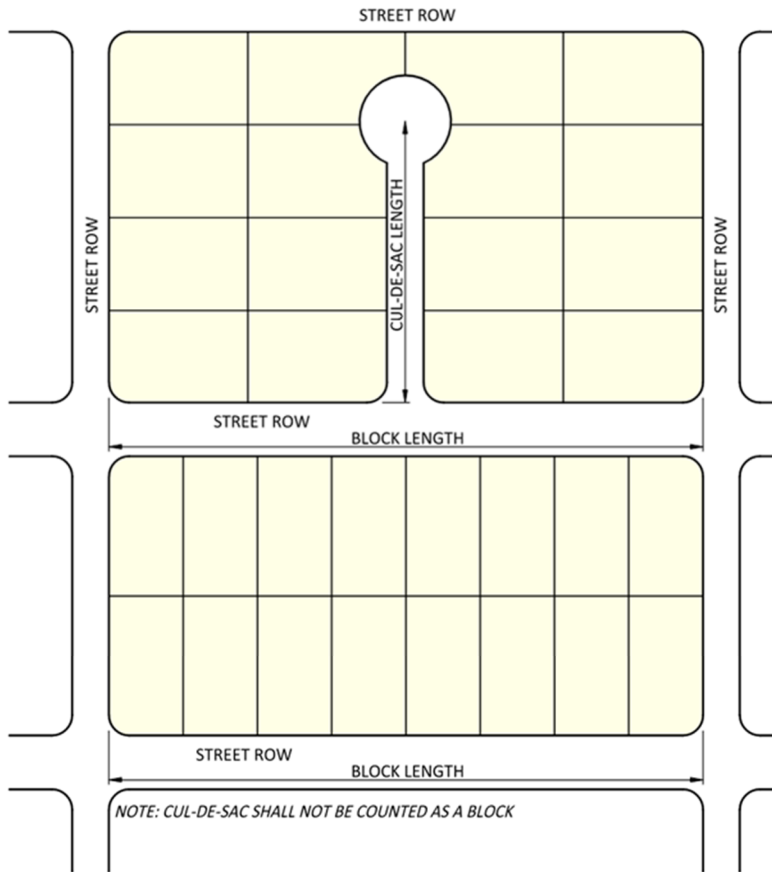 STREET ROW
STREET ROW
CUL-DE-SAC LENGTH
STREET ROW
STREET ROW
BLOCK LENGTH
STREET ROW
BLOCK LENGTH
NOTE: CUL-DE-SAC SHALL NOT BE COUNTED AS A BLOCK